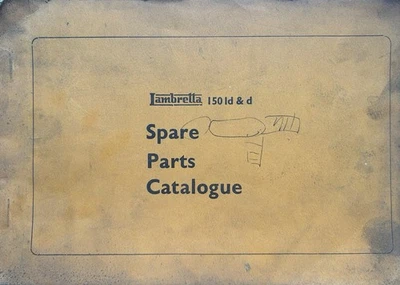 Lambretta 150 ld & d
Spare
Parts
Catalogue